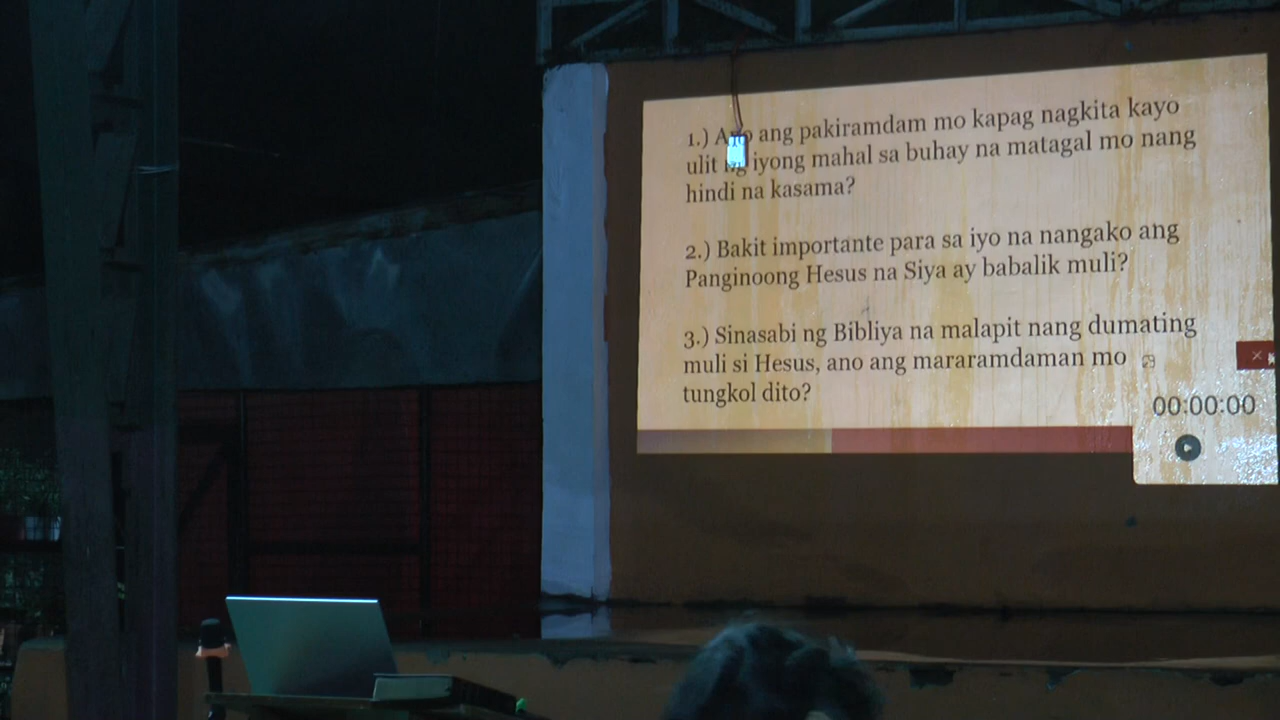 1.) Ano ang pakiramdam mo kapag nagkita kayo
ulit ng iyong mahal sa buhay na matagal mo nang
hindi na kasama?
2.) Bakit importante para sa iyo na nangako ang
Panginoong Hesus na Siya ay babalik muli?
3.) Sinasabi ng Bibliya na malapit nang dumating
muli si Hesus, ano ang mararamdaman mo
tungkol dito?
00:00:00